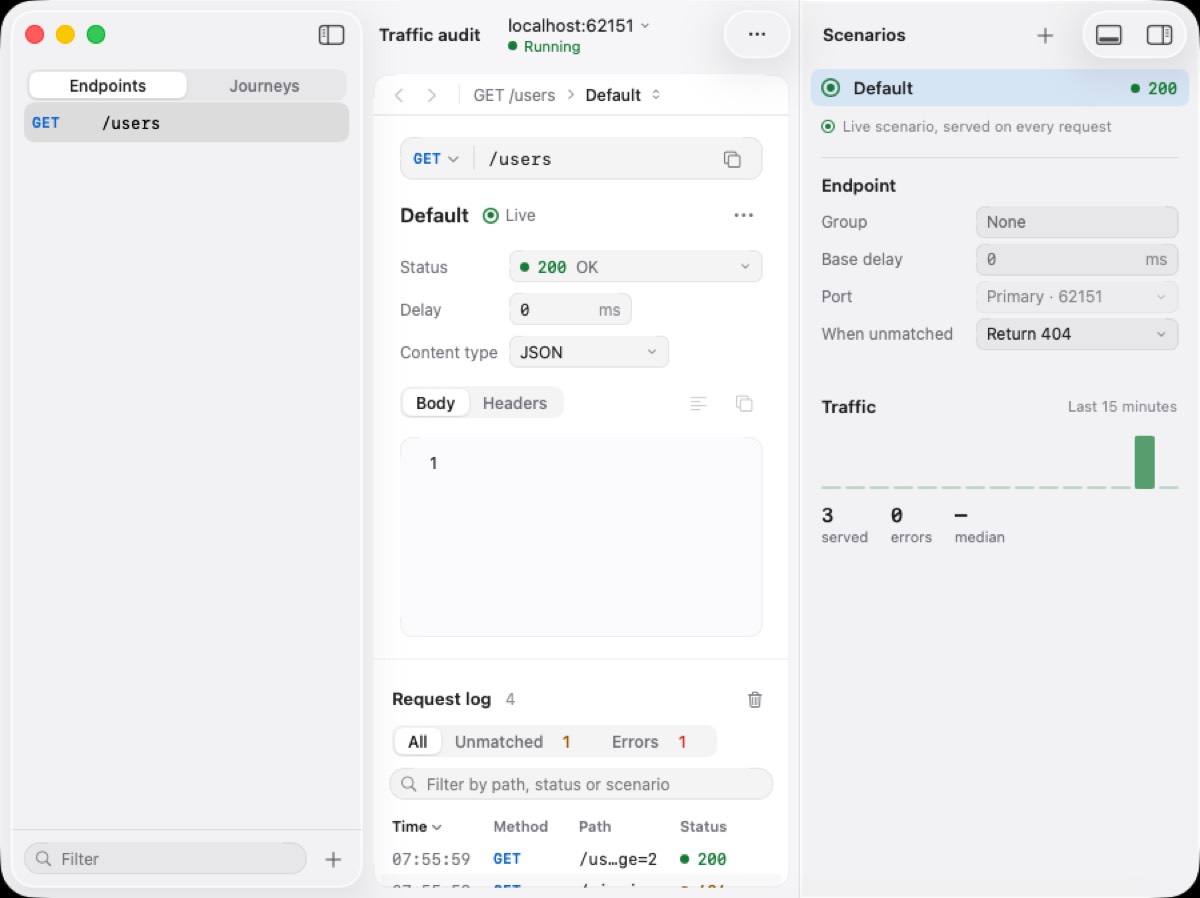 Endpoints
Journeys
GET /users
Filter
Traffic audit
localhost:62151
Running
GET /users
Default
GET /users
Default
Live
Status
200 OK
Delay
0 ms
Content type
JSON
Body
Headers
1
Request log 4
All
Unmatched 1
Errors 1
Filter by path, status or scenario
Time Method Path Status
07:55:59 GET /us…ge=2 200
Scenarios
Default 200
Live scenario, served on every request
Endpoint
Group None
Base delay 0 ms
Port Primary · 62151
When unmatched Return 404
Traffic Last 15 minutes
3 0 –
served errors median